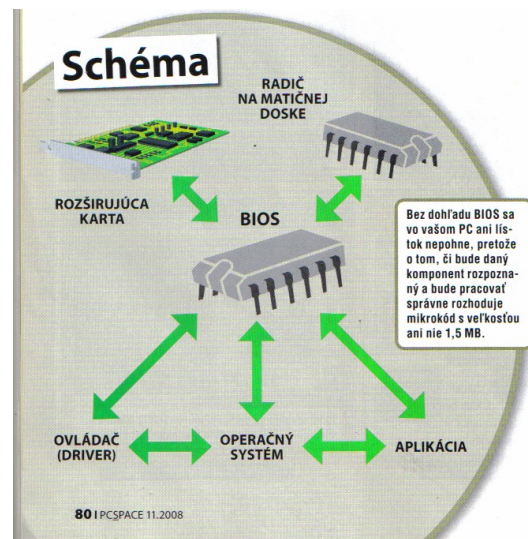 Schéma
RADIČ
NA MATIČNEJ
DOSKE
ROZŠIRUJÚCA
KARTA
BIOS
Bez dohľadu BIOS sa
vo vašom PC ani lís-
tok nepohne, pretože
o tom, či bude daný
komponent rozpozna-
ný a bude pracovať
správne rozhoduje
mikrokód s veľkosťou
ani nie 1,5 MB.
OVLÁDAČ
(DRIVER)
OPERAČNÝ
SYSTÉM
APLIKÁCIA
80 I PCSPACE 11.2008